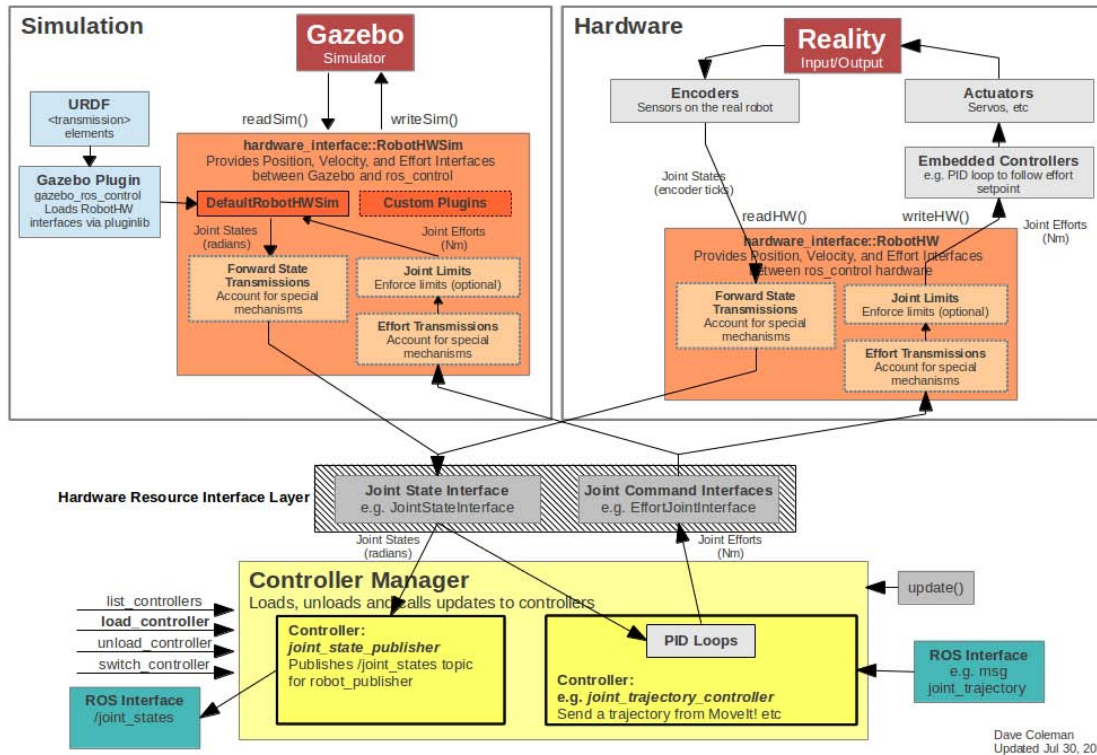 Simulation
Gazebo
Simulator
URDF
<transmission>
elements
readSim()
writeSim()
Gazebo Plugin
gazebo_ros_control
Loads RobotHW
interfaces via pluginlib
hardware_interface::RobotHWSim
Provides Position, Velocity, and Effort Interfaces
between Gazebo and ros_control
DefaultRobotHWSim
Custom Plugins
Joint States
(radians)
Joint Efforts
(Nm)
Forward State
Transmissions
Account for special
mechanisms
Joint Limits
Enforce limits (optional)
Effort Transmissions
Account for special
mechanisms
Hardware
Reality
Input/Output
Encoders
Sensors on the real robot
Actuators
Servos, etc
Embedded Controllers
e.g. PID loop to follow effort
setpoint
Joint States
(encoder ticks)
readHW()
writeHW()
Joint Efforts
(Nm)
hardware_interface::RobotHW
Provides Position, Velocity, and Effort Interfaces
between ros_control hardware
Forward State
Transmissions
Account for special
mechanisms
Joint Limits
Enforce limits (optional)
Effort Transmissions
Account for special
mechanisms
Hardware Resource Interface Layer
Joint State Interface
e.g. JointStateInterface
Joint Command Interfaces
e.g. EffortJointInterface
Joint States
(radians)
Joint Efforts
(Nm)
Controller Manager
Loads, unloads and calls updates to controllers
update()
list_controllers
load_controller
unload_controller
switch_controller
Controller:
joint_state_publisher
Publishes /joint_states topic
for robot_publisher
PID Loops
Controller:
e.g. joint_trajectory_controller
Send a trajectory from MoveIt! etc
ROS Interface
/joint_states
ROS Interface
e.g. msg
joint_trajectory
Dave Coleman
Updated Jul 30, 20